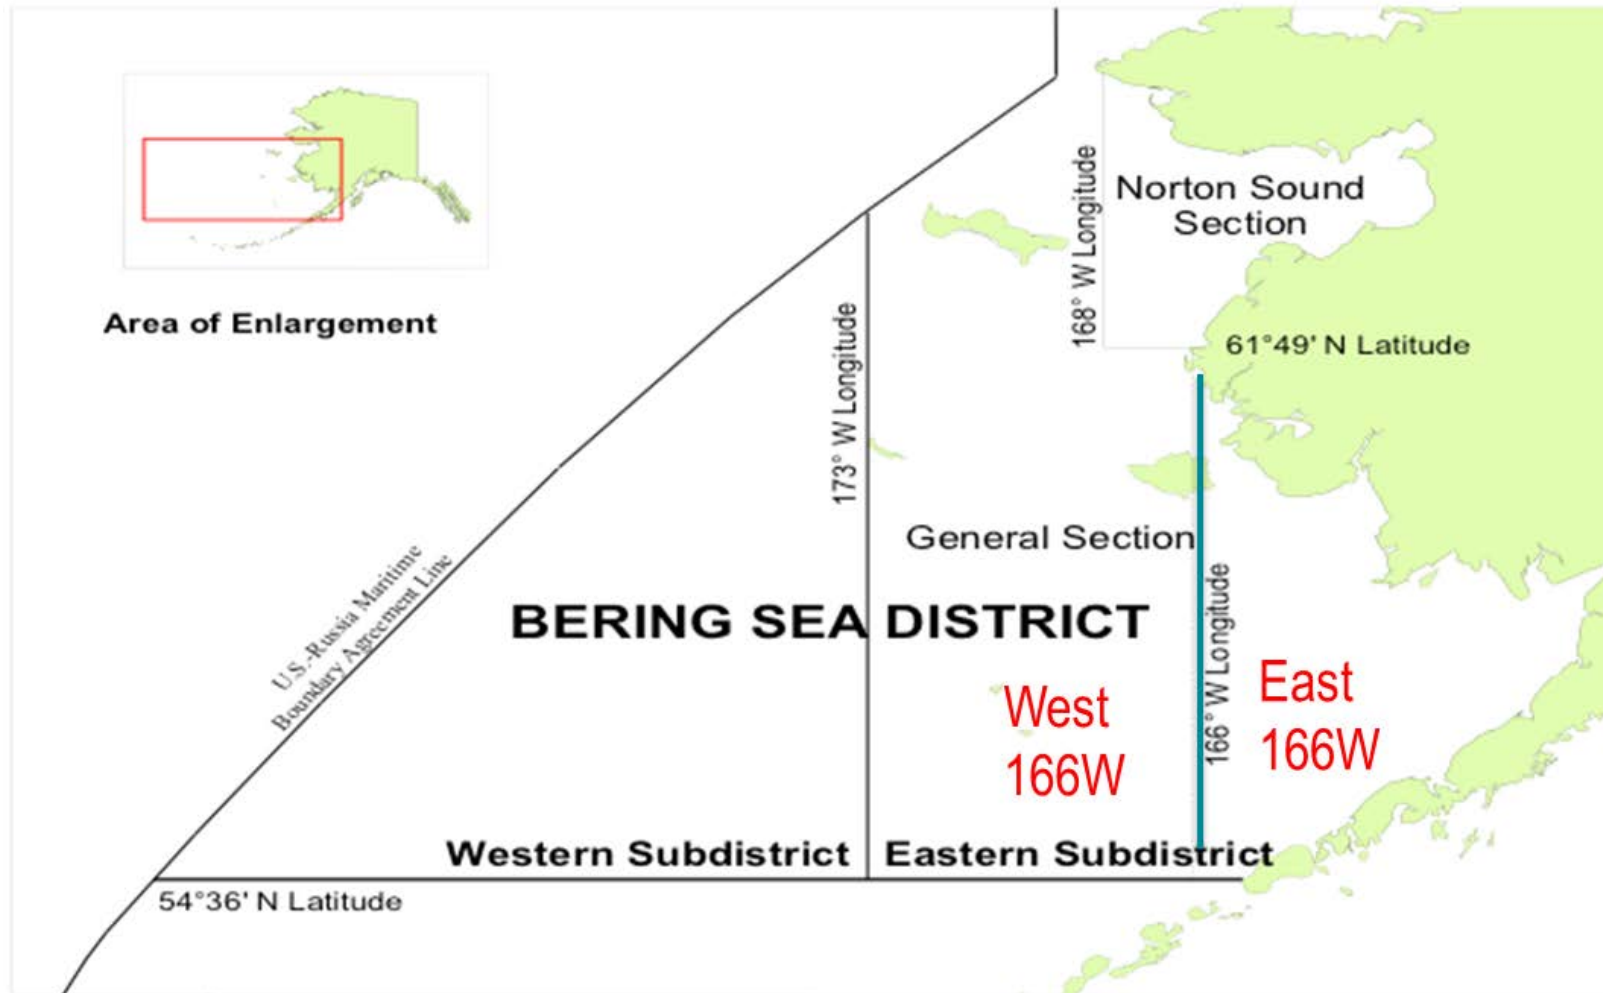 168° W Longitude
Norton Sound
Section
Area of Enlargement
173° W Longitude
61°49' N Latitude
General Section
U.S.-Russia Maritime
Boundary Agreement Line
BERING SEA DISTRICT
166° W Longitude
West
166W
East
166W
Western Subdistrict
Eastern Subdistrict
54°36' N Latitude